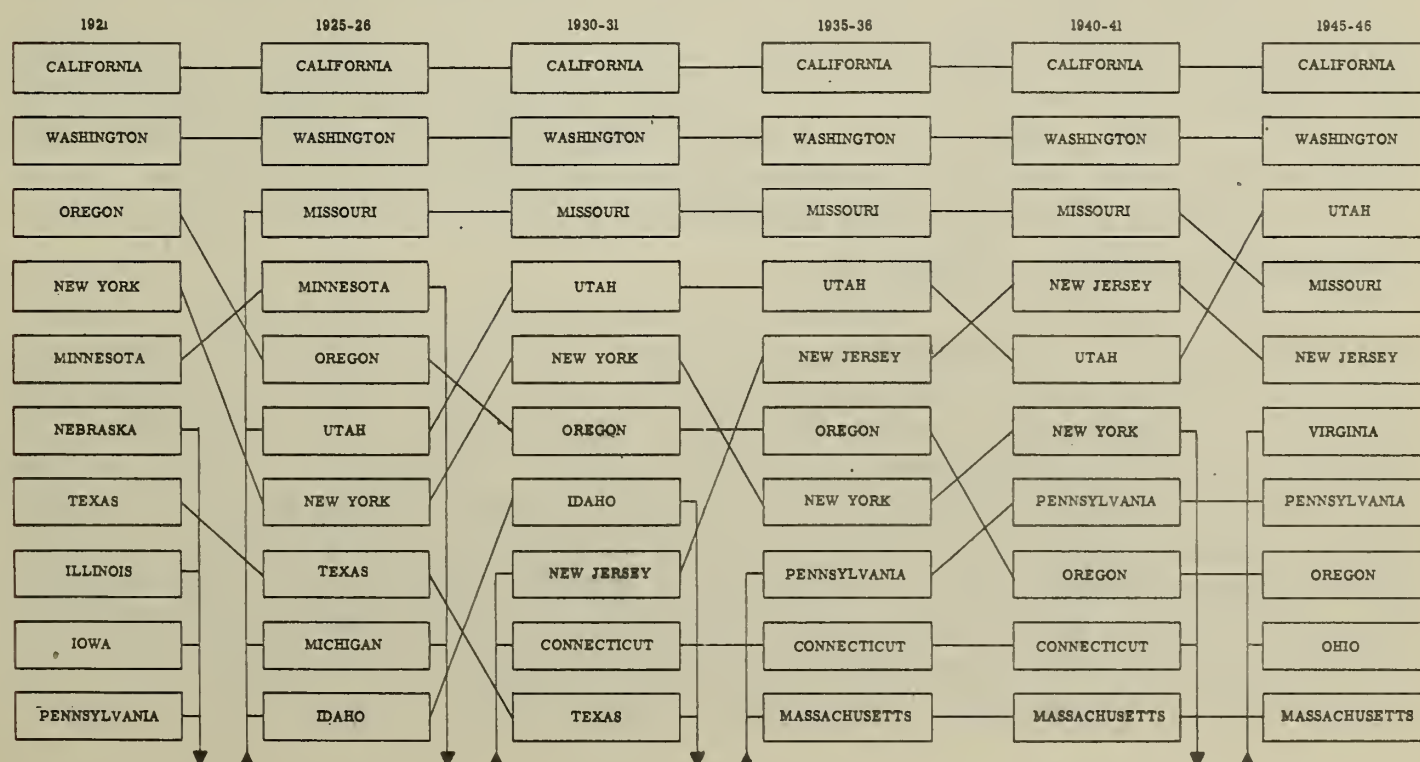 1921 1925-26 1930-31 1935-36 1940-41 1945-46
CALIFORNIA CALIFORNIA CALIFORNIA CALIFORNIA CALIFORNIA CALIFORNIA
WASHINGTON WASHINGTON WASHINGTON WASHINGTON WASHINGTON WASHINGTON
OREGON MISSOURI MISSOURI MISSOURI MISSOURI UTAH
NEW YORK MINNESOTA UTAH UTAH NEW JERSEY MISSOURI
MINNESOTA OREGON NEW YORK NEW JERSEY UTAH NEW JERSEY
NEBRASKA UTAH OREGON OREGON NEW YORK VIRGINIA
TEXAS NEW YORK IDAHO NEW YORK PENNSYLVANIA PENNSYLVANIA
ILLINOIS TEXAS NEW JERSEY PENNSYLVANIA OREGON OREGON
IOWA MICHIGAN CONNECTICUT CONNECTICUT CONNECTICUT OHIO
PENNSYLVANIA IDAHO TEXAS MASSACHUSETTS MASSACHUSETTS MASSACHUSETTS